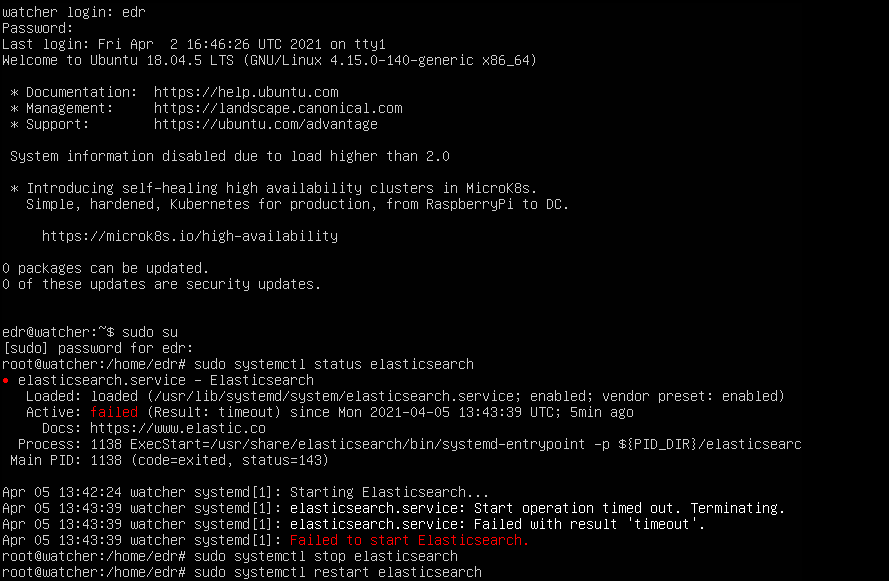 watcher login: edr
Password:
Last login: Fri Apr  2 16:46:26 UTC 2021 on tty1
Welcome to Ubuntu 18.04.5 LTS (GNU/Linux 4.15.0-140-generic x86_64)
* Documentation:  https://help.ubuntu.com
* Management:     https://landscape.canonical.com
* Support:        https://ubuntu.com/advantage
System information disabled due to load higher than 2.0
* Introducing self-healing high availability clusters in MicroK8s.
Simple, hardened, Kubernetes for production, from RaspberryPi to DC.
https://microk8s.io/high-availability
0 packages can be updated.
0 of these updates are security updates.
edr@watcher:~$ sudo su
[sudo] password for edr:
root@watcher:/home/edr# sudo systemctl status elasticsearch
● elasticsearch.service - Elasticsearch
Loaded: loaded (/usr/lib/systemd/system/elasticsearch.service; enabled; vendor preset: enabled)
Active: failed (Result: timeout) since Mon 2021-04-05 13:43:39 UTC; 5min ago
Docs: https://www.elastic.co
Process: 1138 ExecStart=/usr/share/elasticsearch/bin/systemd-entrypoint -p ${PID_DIR}/elasticsearc
Main PID: 1138 (code=exited, status=143)
Apr 05 13:42:24 watcher systemd[1]: Starting Elasticsearch...
Apr 05 13:43:39 watcher systemd[1]: elasticsearch.service: Start operation timed out. Terminating.
Apr 05 13:43:39 watcher systemd[1]: elasticsearch.service: Failed with result 'timeout'.
Apr 05 13:43:39 watcher systemd[1]: Failed to start Elasticsearch.
root@watcher:/home/edr# sudo systemctl stop elasticsearch
root@watcher:/home/edr# sudo systemctl restart elasticsearch